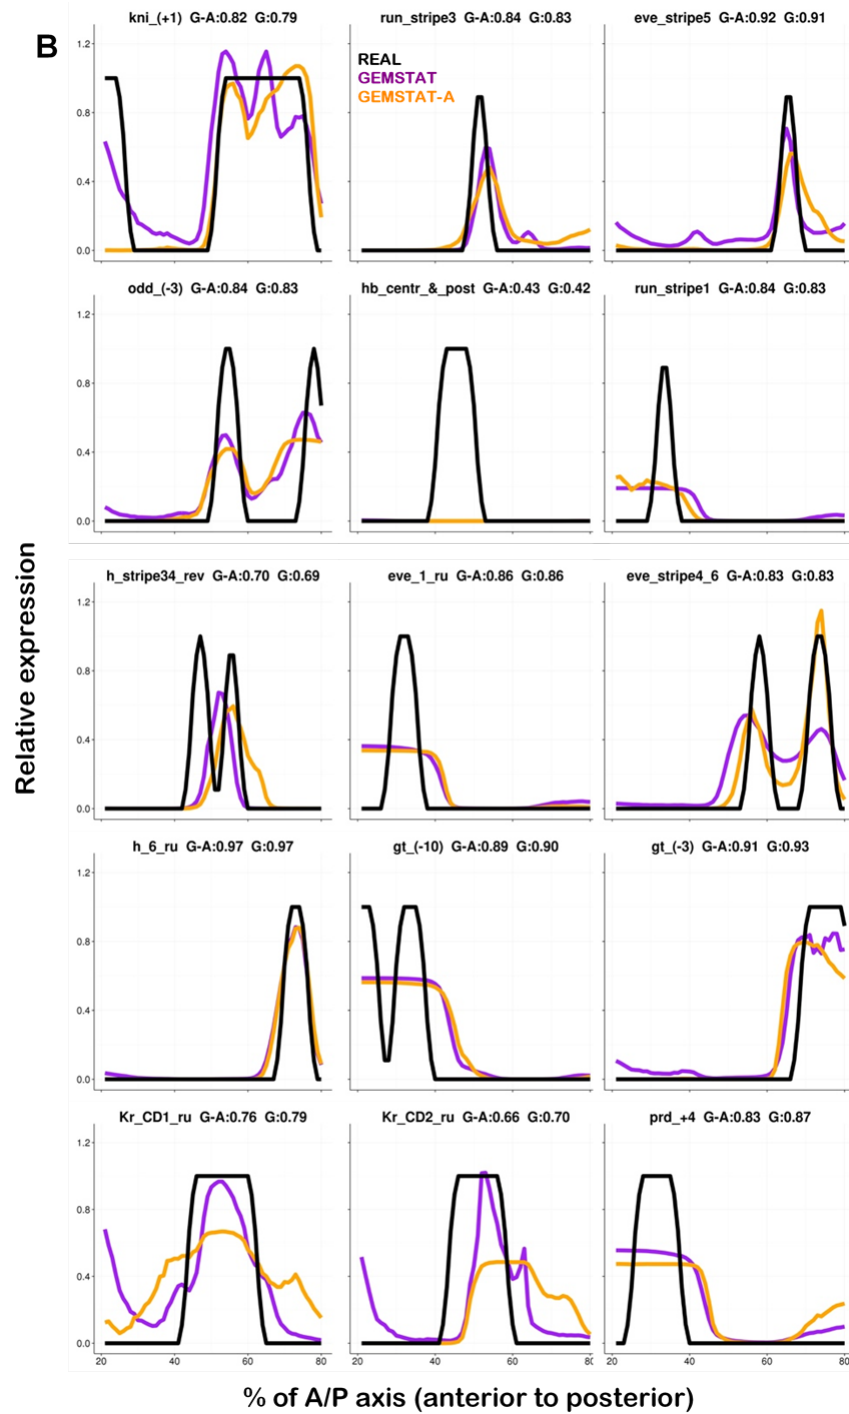 B
kni_(+1) G-A:0.82 G:0.79
run_stripe3 G-A:0.84 G:0.83
eve_stripe5 G-A:0.92 G:0.91
REAL
GEMSTAT
GEMSTAT-A
1.2
0.8
0.4
0.0
odd_(-3) G-A:0.84 G:0.83
hb_centr_&_post G-A:0.43 G:0.42
run_stripe1 G-A:0.84 G:0.83
1.2
0.8
0.4
0.0
Relative expression
h_stripe34_rev G-A:0.70 G:0.69
eve_1_ru G-A:0.86 G:0.86
eve_stripe4_6 G-A:0.83 G:0.83
1.2
0.8
0.4
0.0
h_6_ru G-A:0.97 G:0.97
gt_(-10) G-A:0.89 G:0.90
gt_(-3) G-A:0.91 G:0.93
1.2
0.8
0.4
0.0
Kr_CD1_ru G-A:0.76 G:0.79
Kr_CD2_ru G-A:0.66 G:0.70
prd_+4 G-A:0.83 G:0.87
1.2
0.8
0.4
0.0
20 40 60 80
40 60
20 40 60 80
% of A/P axis (anterior to posterior)